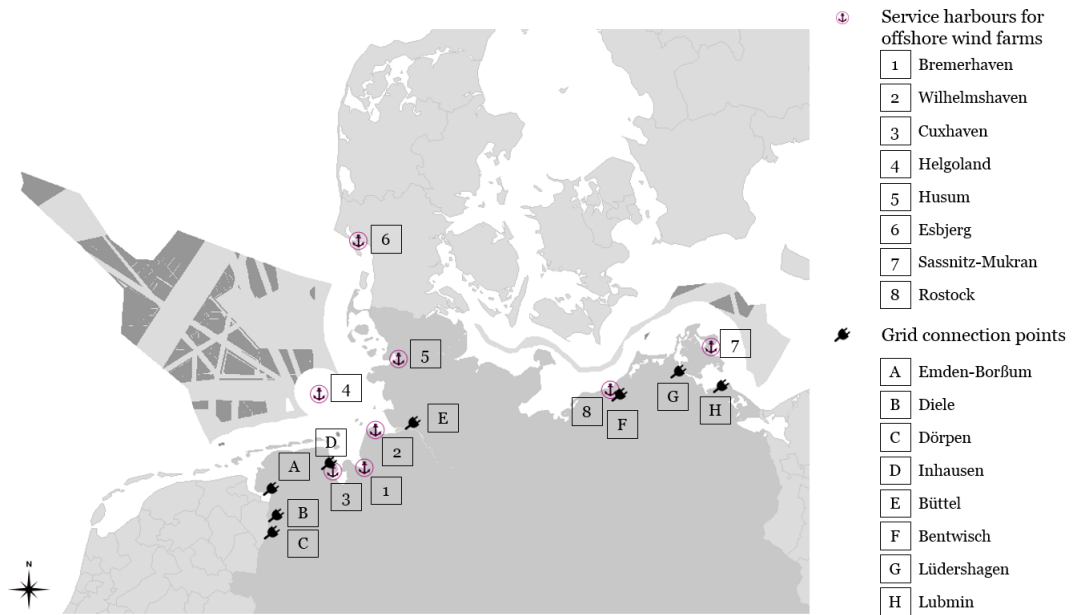 Service harbours for
offshore wind farms
1 Bremerhaven
2 Wilhelmshaven
3 Cuxhaven
4 Helgoland
5 Husum
6 Esbjerg
7 Sassnitz-Mukran
8 Rostock
Grid connection points
A Emden-Borßum
B Diele
C Dörpen
D Inhausen
E Büttel
F Bentwisch
G Lüdershagen
H Lubmin
6
7
5
4
G
H
8
E
F
D
2
A
1
3
B
C
N